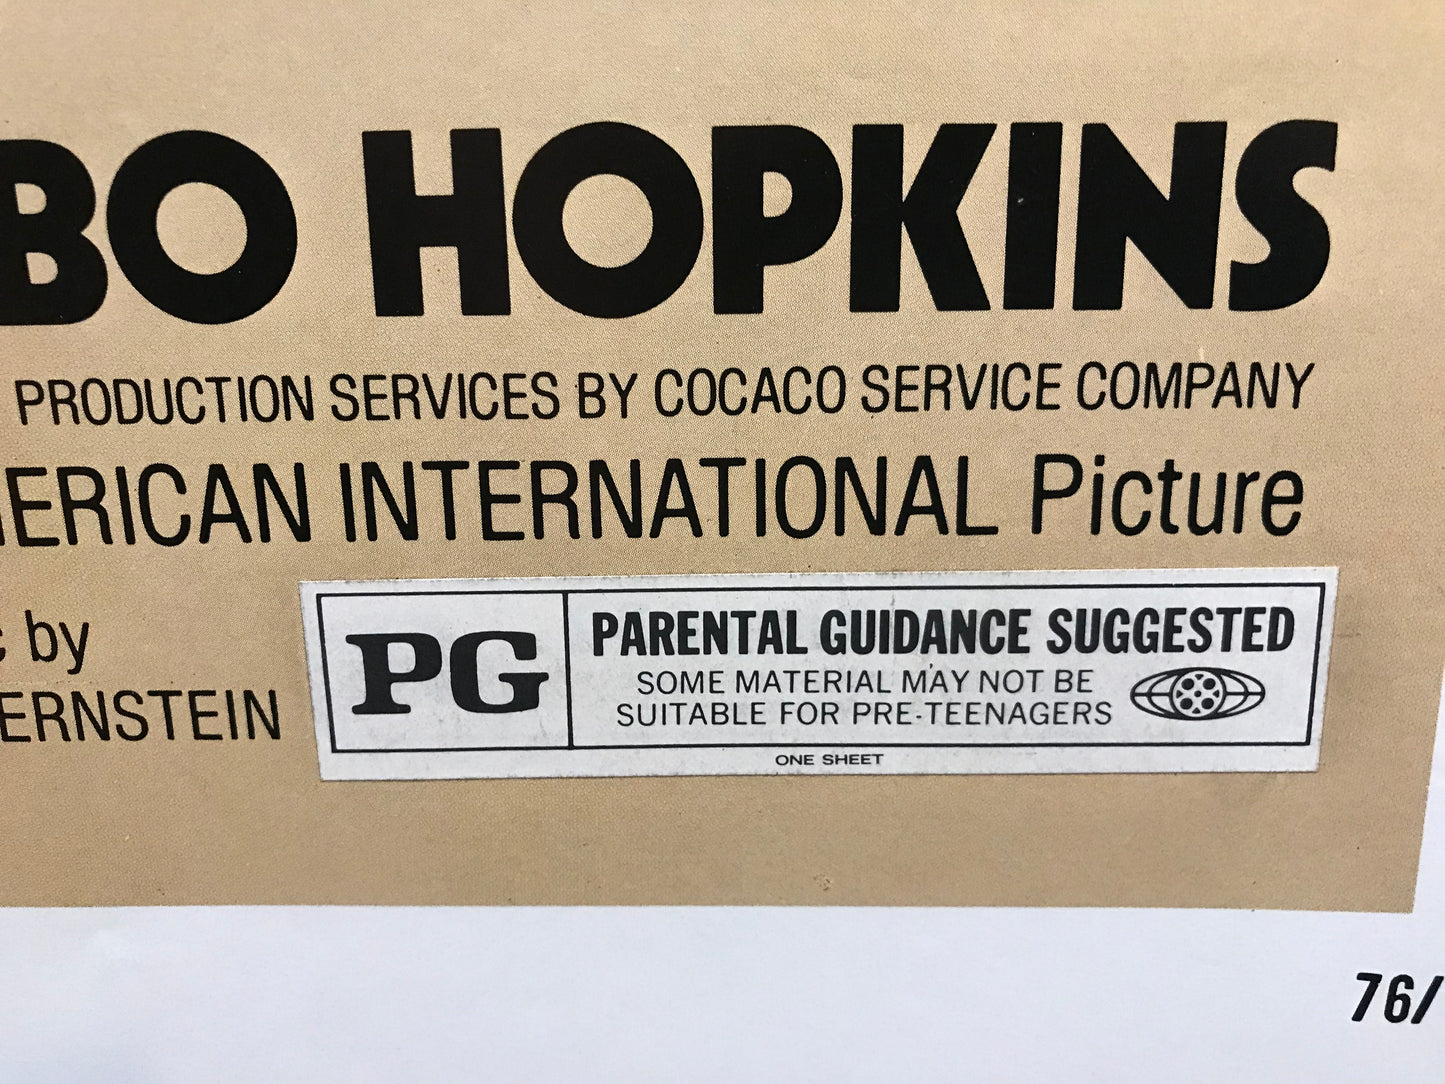 BO HOPKINS
PRODUCTION SERVICES BY COCACO SERVICE COMPANY
MERICAN INTERNATIONAL Picture
c by
ERNSTEIN
PG
PARENTAL GUIDANCE SUGGESTED
SOME MATERIAL MAY NOT BE
SUITABLE FOR PRE-TEENAGERS
ONE SHEET
76/